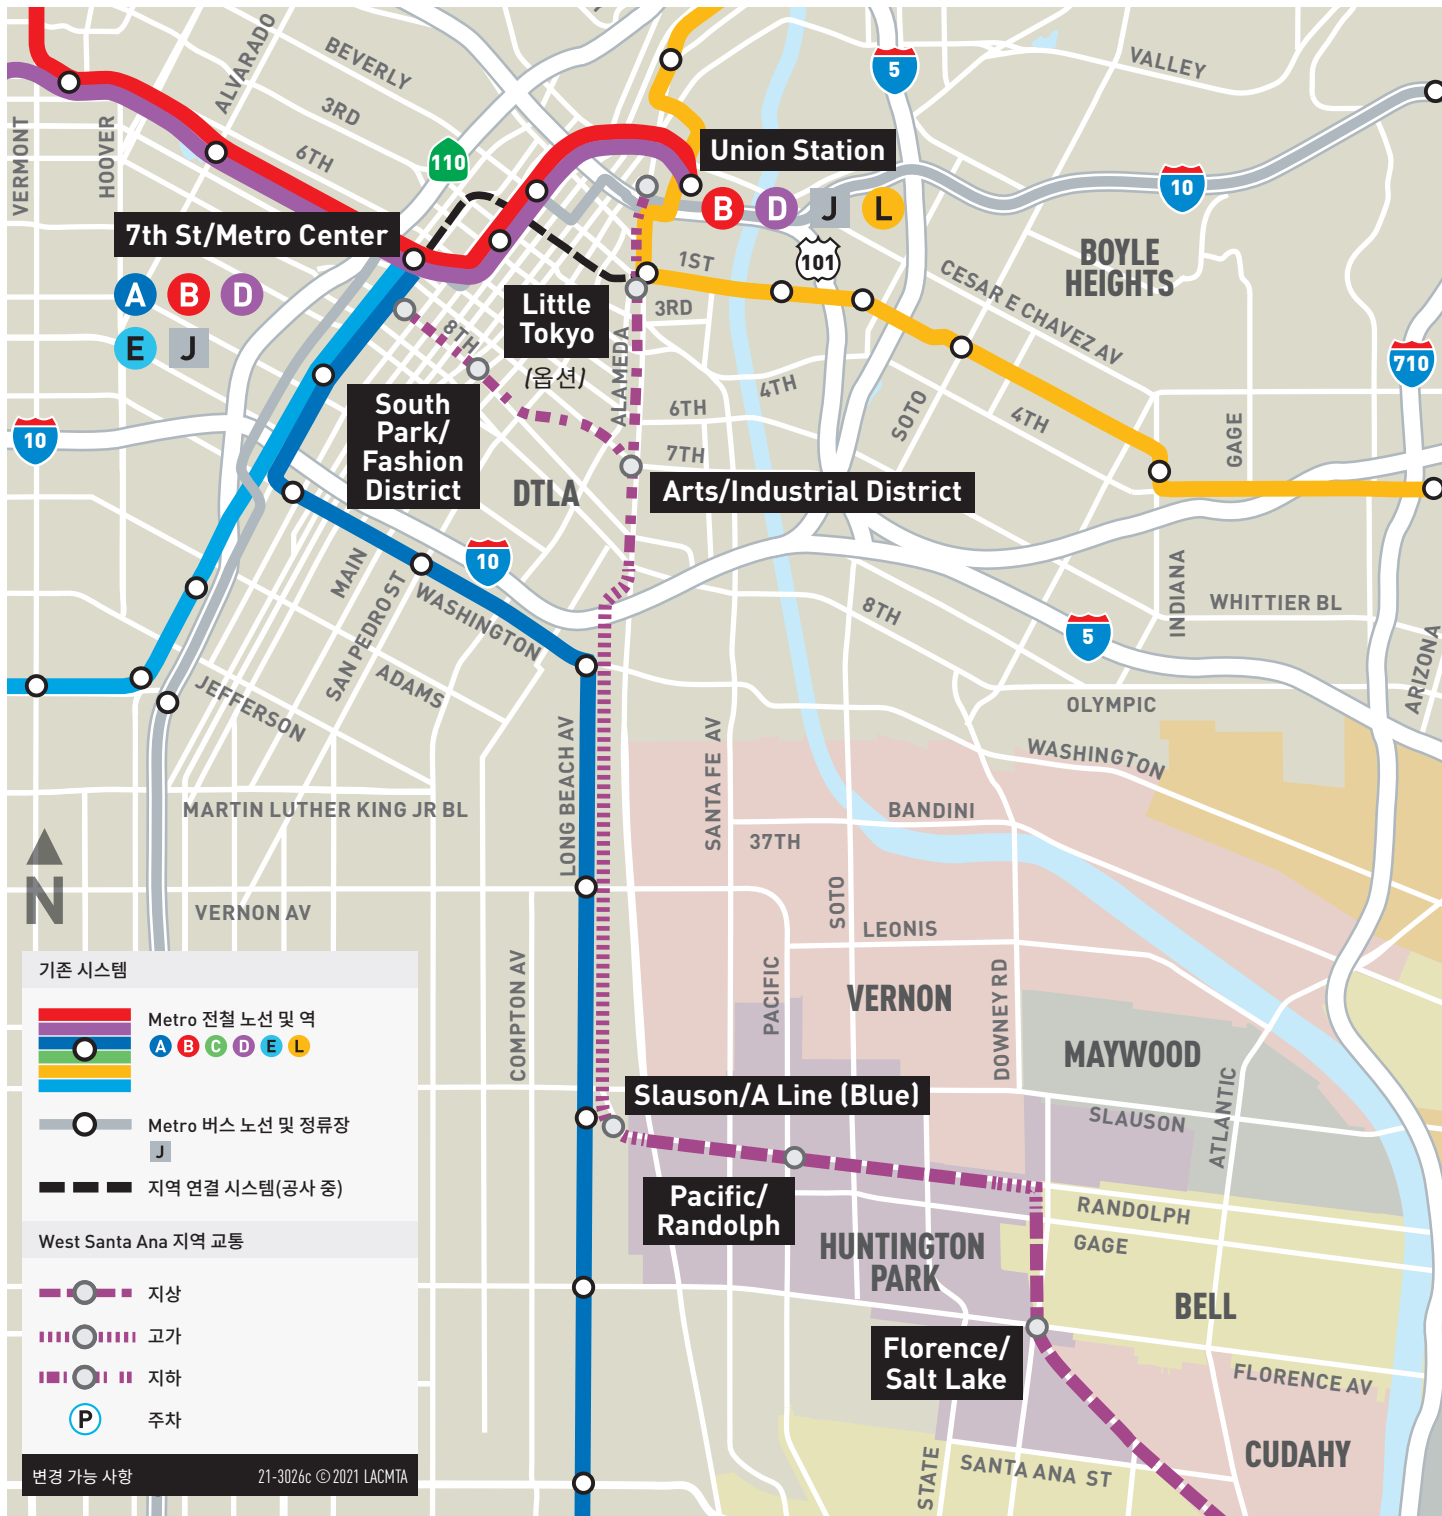 BEVERLY
ALVARADO
3RD
6TH
VERMONT
HOOVER
110
5
VALLEY
Union Station
B D J L
10
101
7th St/Metro Center
A B D
E J
1ST
BOYLE
HEIGHTS
CESAR E CHAVEZ AV
Little
Tokyo
(옵션)
3RD
8TH
ALAMEDA
4TH
710
South
Park/
Fashion
District
6TH
7TH
SOTO
4TH
GAGE
10
DTLA
Arts/Industrial District
10
MAIN
SAN PEDRO ST
WASHINGTON
ADAMS
JEFFERSON
8TH
INDIANA
WHITTIER BL
5
ARIZONA
OLYMPIC
WASHINGTON
LONG BEACH AV
SANTA FE AV
MARTIN LUTHER KING JR BL
BANDINI
37TH
N
SOTO
VERNON AV
LEONIS
COMPTON AV
PACIFIC
VERNON
DOWNEY RD
MAYWOOD
Slauson/A Line (Blue)
SLAUSON
ATLANTIC
Pacific/
Randolph
RANDOLPH
GAGE
HUNTINGTON
PARK
BELL
Florence/
Salt Lake
FLORENCE AV
CUDAHY
STATE
SANTA ANA ST
기존 시스템
Metro 전철 노선 및 역
A B C D E L
Metro 버스 노선 및 정류장
J
지역 연결 시스템(공사 중)
West Santa Ana 지역 교통
지상
고가
지하
P 주차
변경 가능 사항 21-3026c © 2021 LACMTA